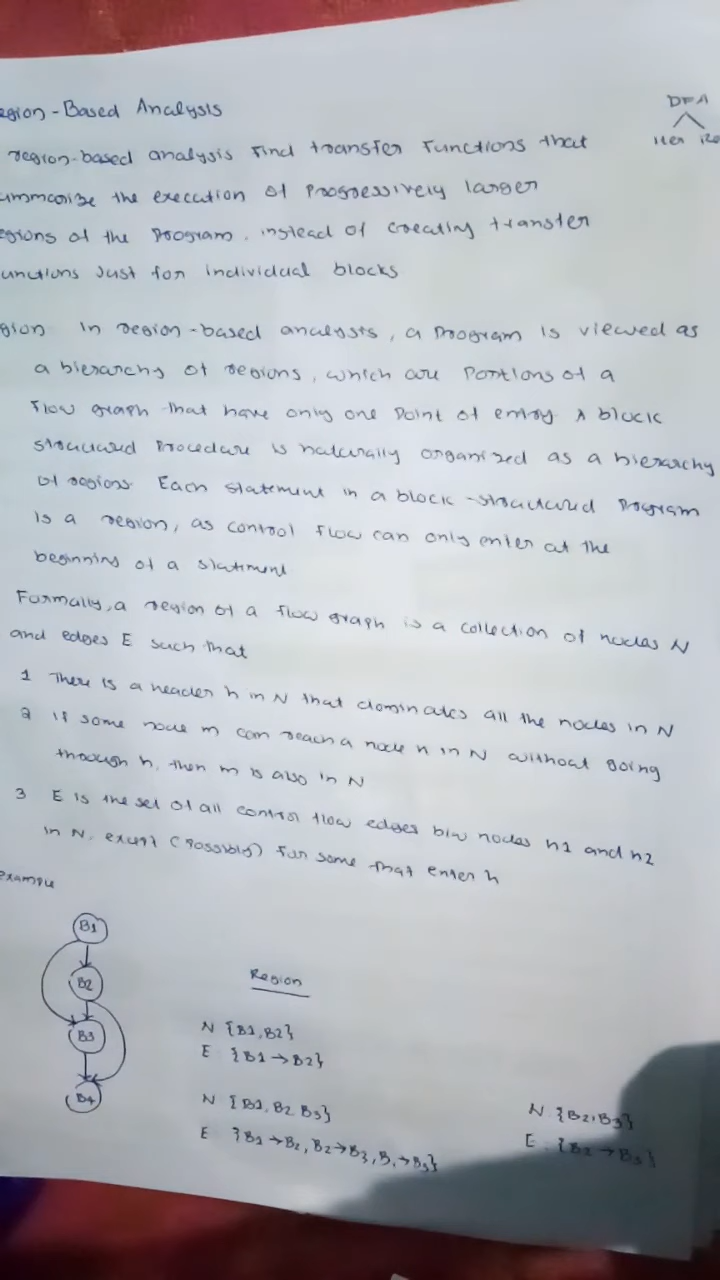 egion-Based Analysis
DFA
iter
region-based analysis find transfer functions that
ummarize the execution of progressively larger
egions of the program, instead of creating transfer
unctions Just for individual blocks
gion In region-based analysis, a program is viewed as
a hierarchy of regions, which are portions of a
flow graph that have only one point of entry A block
structured procedure is naturally organized as a hierarchy
of regions. Each statement in a block-structured program
is a region, as control flow can only enter at the
beginning of a statment
Formally, a region of a flow graph is a collection of nodes N
and edges E such that
1 There is a header h in N that dominates all the nodes in N
2 if some node m can reach a node n in N without going
through h, then m is also in N
3 E is the set of all control flow edges b/w nodes n1 and n2
in N, except (possibly) for some that enter h
example
B1
B2
B3
B4
Region
N {B1,B2}
E {B1→B2}
N {B1,B2 B3}
E {B1→B2, B2→B3, B1→B3}
N {B2,B3}
E {B2→B3}